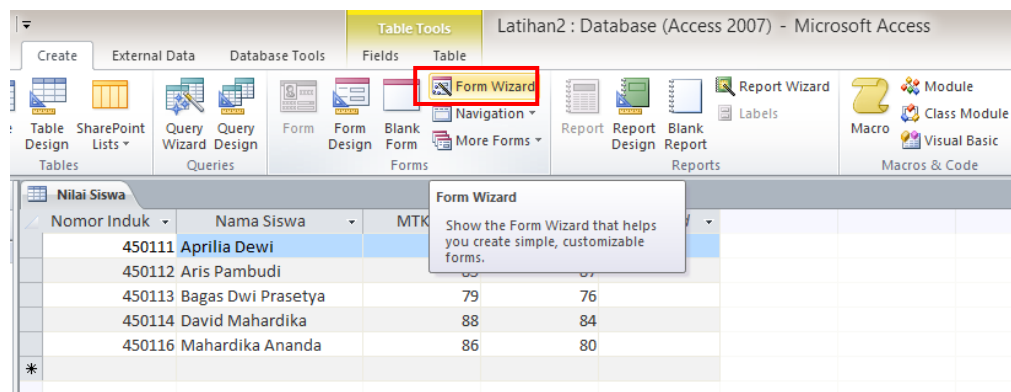 Table Tools Latihan2 : Database (Access 2007) - Microsoft Access
Create External Data Database Tools Fields Table
Form Wizard Report Wizard Module
Navigation Labels Class Module
Table Design SharePoint Lists Query Wizard Query Design Form Form Design Blank Form More Forms Report Report Design Blank Report Macro Visual Basic
Tables Queries Forms Reports Macros & Code
Nilai Siswa
Form Wizard
Show the Form Wizard that helps
you create simple, customizable
forms.
Nomor Induk Nama Siswa MTK
450111 Aprilia Dewi
450112 Aris Pambudi
450113 Bagas Dwi Prasetya 79 76
450114 David Mahardika 88 84
450116 Mahardika Ananda 86 80